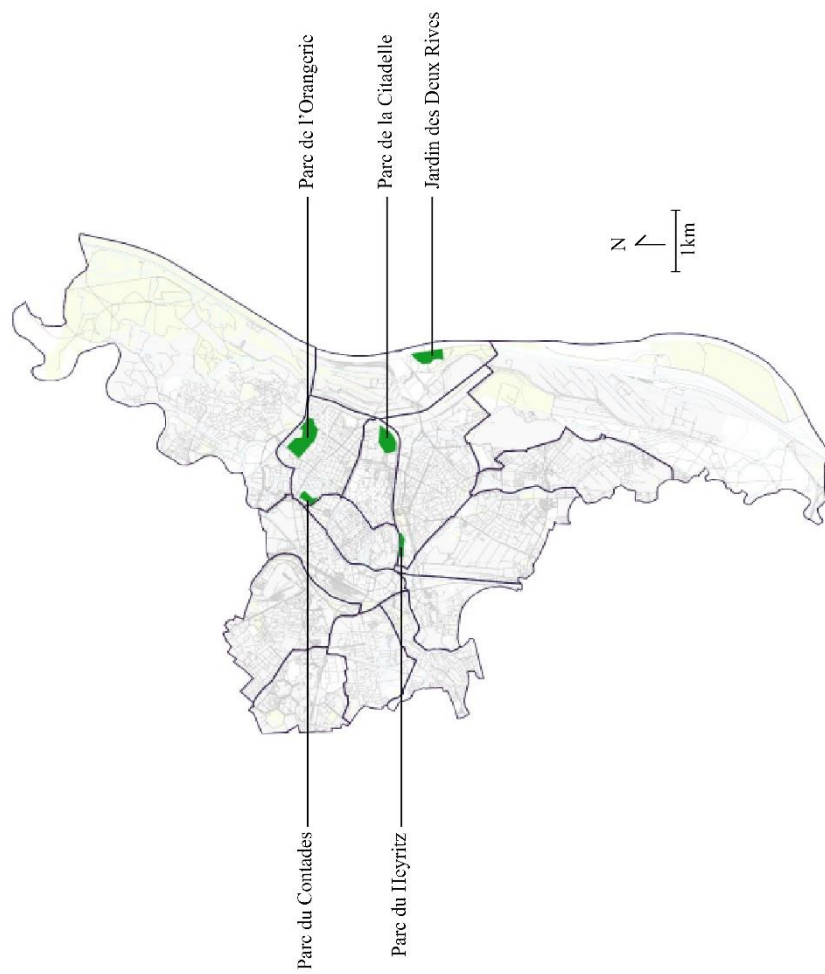 Parc de l'Orangerie
Parc de la Citadelle
Jardin des Deux Rives
N
1km
Parc du Contades
Parc du Heyritz